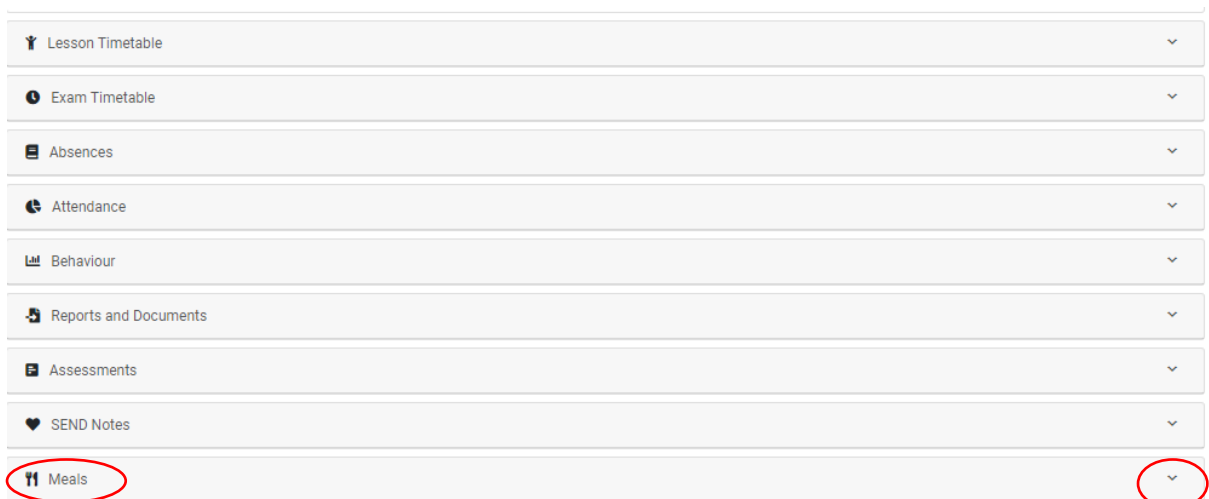 Lesson Timetable
Exam Timetable
Absences
Attendance
Behaviour
Reports and Documents
Assessments
SEND Notes
Meals